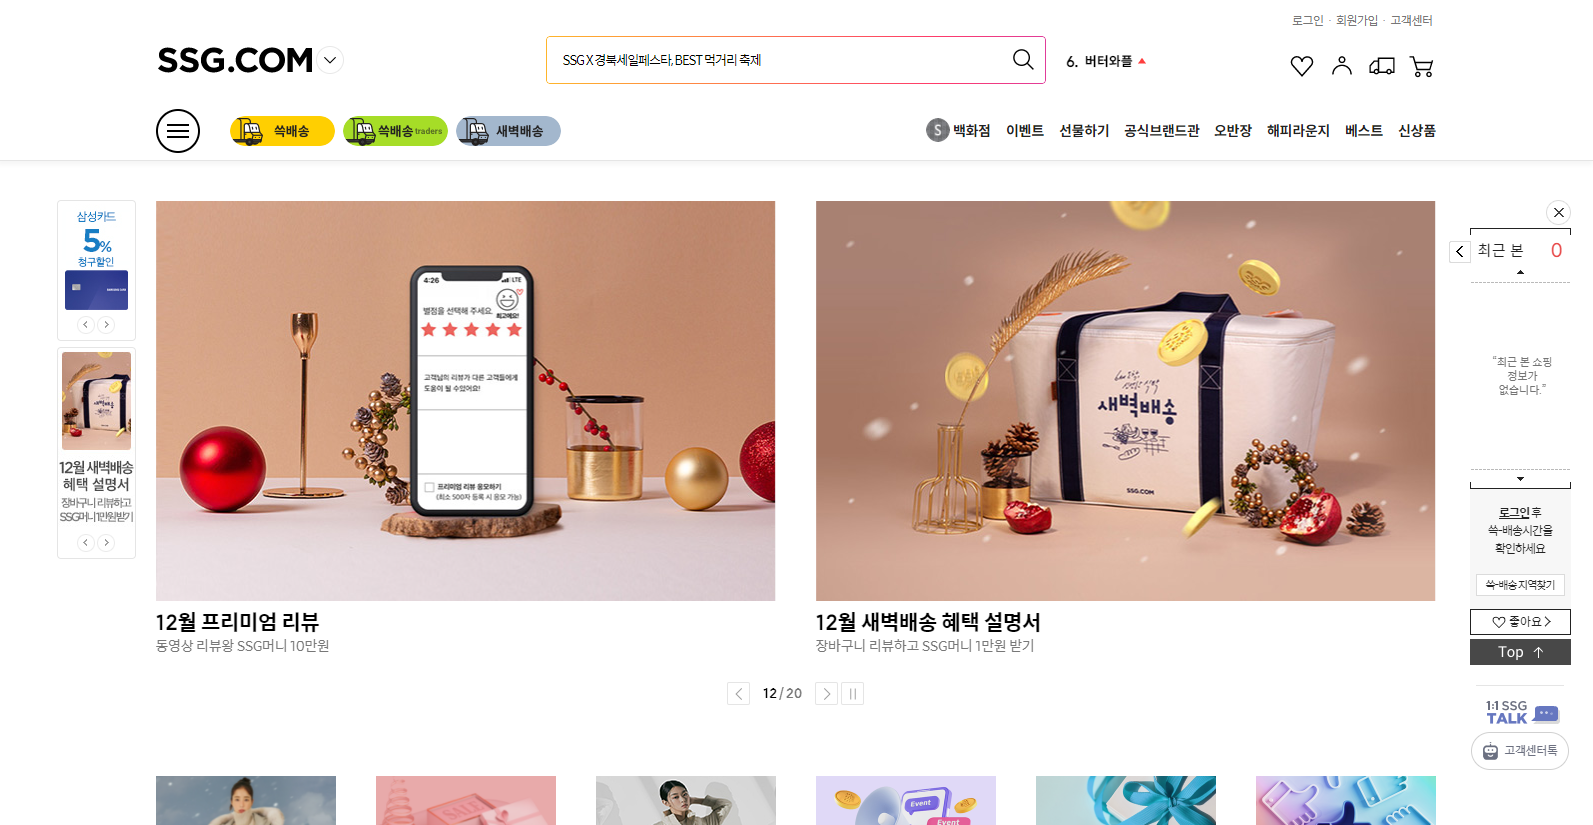 로그인 · 회원가입 · 고객센터
SSG.COM
SSG X 경북세일페스타, BEST 먹거리 축제
6. 버터와플
쓱배송
쓱배송 traders
새벽배송
S 백화점 이벤트 선물하기 공식브랜드관 오반장 해피라운지 베스트 신상품
삼성카드
5%
청구할인
새벽배송
12월 새벽배송
혜택 설명서
장바구니 리뷰하고
SSG머니1만원받기
4:26 LTE
별점을 선택해 주세요
최고예요!
고객님의 리뷰가 다른 고객들에게
도움이 될 수있어요!
프리미엄 리뷰 응모하기
(최소 500자 등록 시 응모 가능)
12월 프리미엄 리뷰
동영상 리뷰왕 SSG머니 10만원
새벽배송
SSG.COM
12월 새벽배송 혜택 설명서
장바구니 리뷰하고 SSG머니 1만원 받기
12 / 20
최근 본 0
“최근 본 쇼핑
정보가
없습니다.”
로그인 후
쓱-배송시간을
확인하세요
쓱-배송 지역찾기
좋아요
Top
1:1 SSG
TALK
고객센터톡
SALE
Event
Event